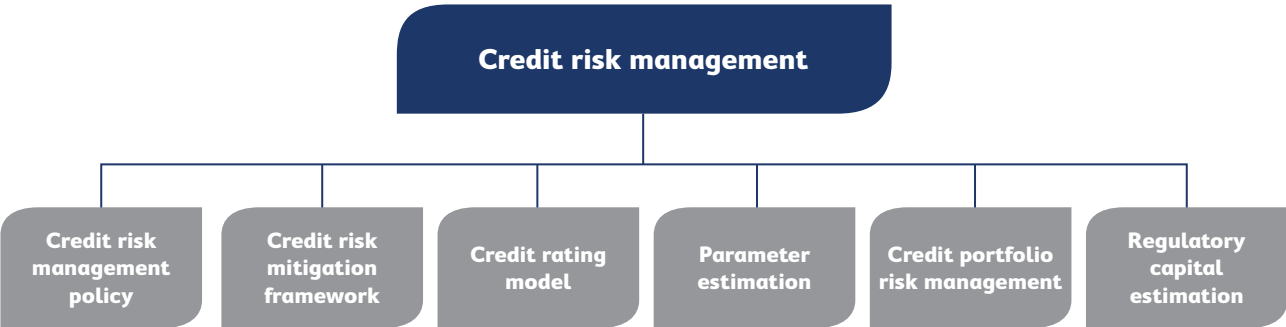 Credit risk management
Credit risk
management
policy
Credit risk
mitigation
framework
Credit rating
model
Parameter
estimation
Credit portfolio
risk management
Regulatory
capital
estimation